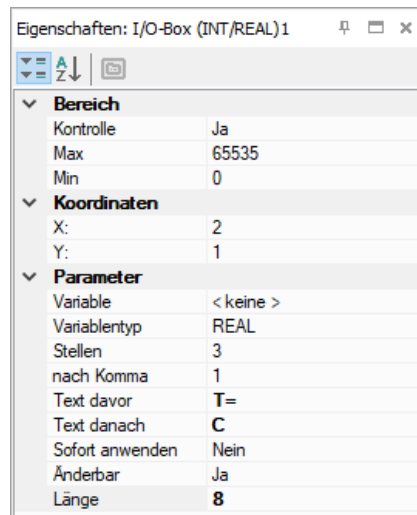 Eigenschaften: I/O-Box (INT/REAL)1
Bereich
Kontrolle Ja
Max 65535
Min 0
Koordinaten
X: 2
Y: 1
Parameter
Variable < keine >
Variablentyp REAL
Stellen 3
nach Komma 1
Text davor T=
Text danach C
Sofort anwenden Nein
Änderbar Ja
Länge 8